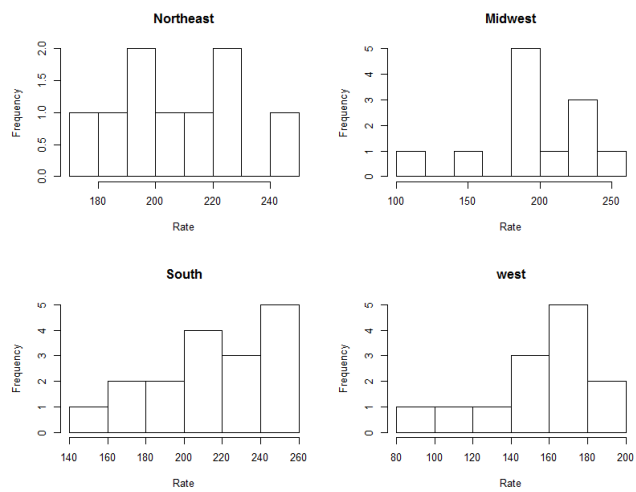 Northeast
Frequency
0.0 0.5 1.0 1.5 2.0
180 200 220 240
Rate
Midwest
Frequency
0 1 2 3 4 5
100 150 200 250
Rate
South
Frequency
0 1 2 3 4 5
140 160 180 200 220 240 260
Rate
west
Frequency
0 1 2 3 4 5
80 100 120 140 160 180 200
Rate